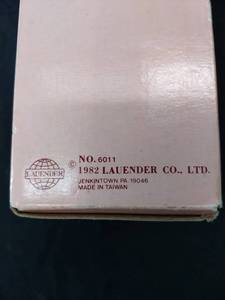 LAUENDER
©
NO. 6011
1982 LAUENDER CO., LTD.
JENKINTOWN PA. 19046
MADE IN TAIWAN